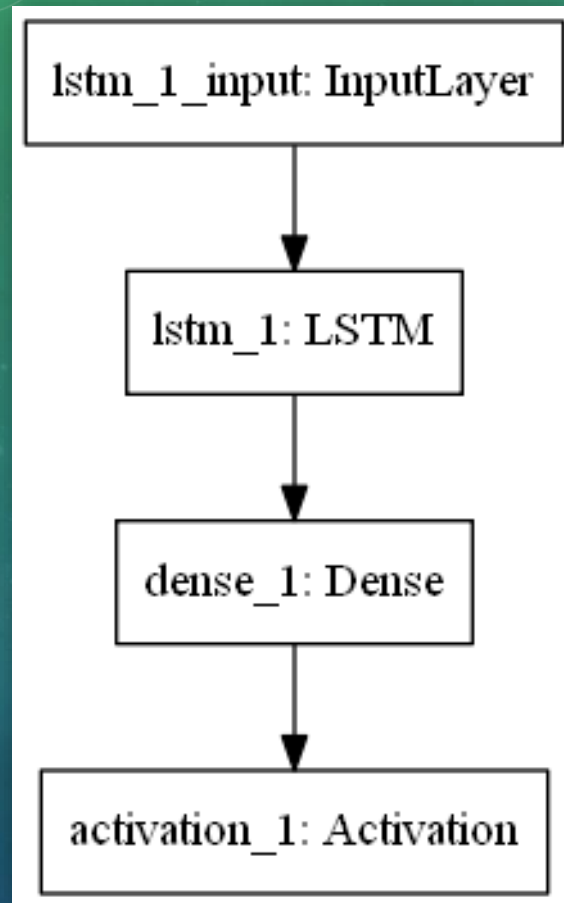 lstm_1_input: InputLayer
lstm_1: LSTM
dense_1: Dense
activation_1: Activation